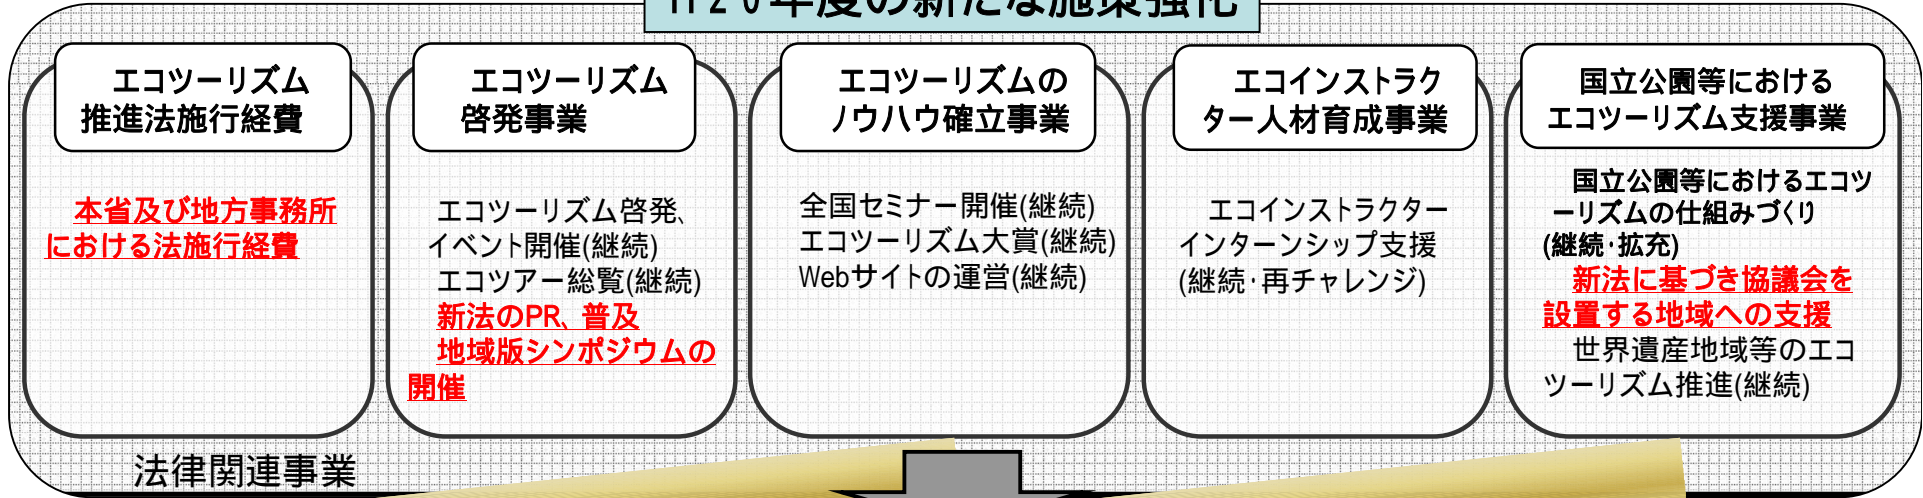 H20年度の新たな施策強化
エコツーリズム
推進法施行経費
本省及び地方事務所
における法施行経費
エコツーリズム
啓発事業
エコツーリズム啓発、
イベント開催(継続)
エコツアー総覧(継続)
新法のPR、普及
地域版シンポジウムの
開催
エコツーリズムの
ノウハウ確立事業
全国セミナー開催(継続)
エコツーリズム大賞(継続)
Webサイトの運営(継続)
エコインストラク
ター人材育成事業
エコインストラクター
インターンシップ支援
(継続・再チャレンジ)
国立公園等における
エコツーリズム支援事業
国立公園等におけるエコツ
ーリズムの仕組みづくり
(継続・拡充)
新法に基づき協議会を
設置する地域への支援
世界遺産地域等のエコ
ツーリズム推進(継続)
法律関連事業